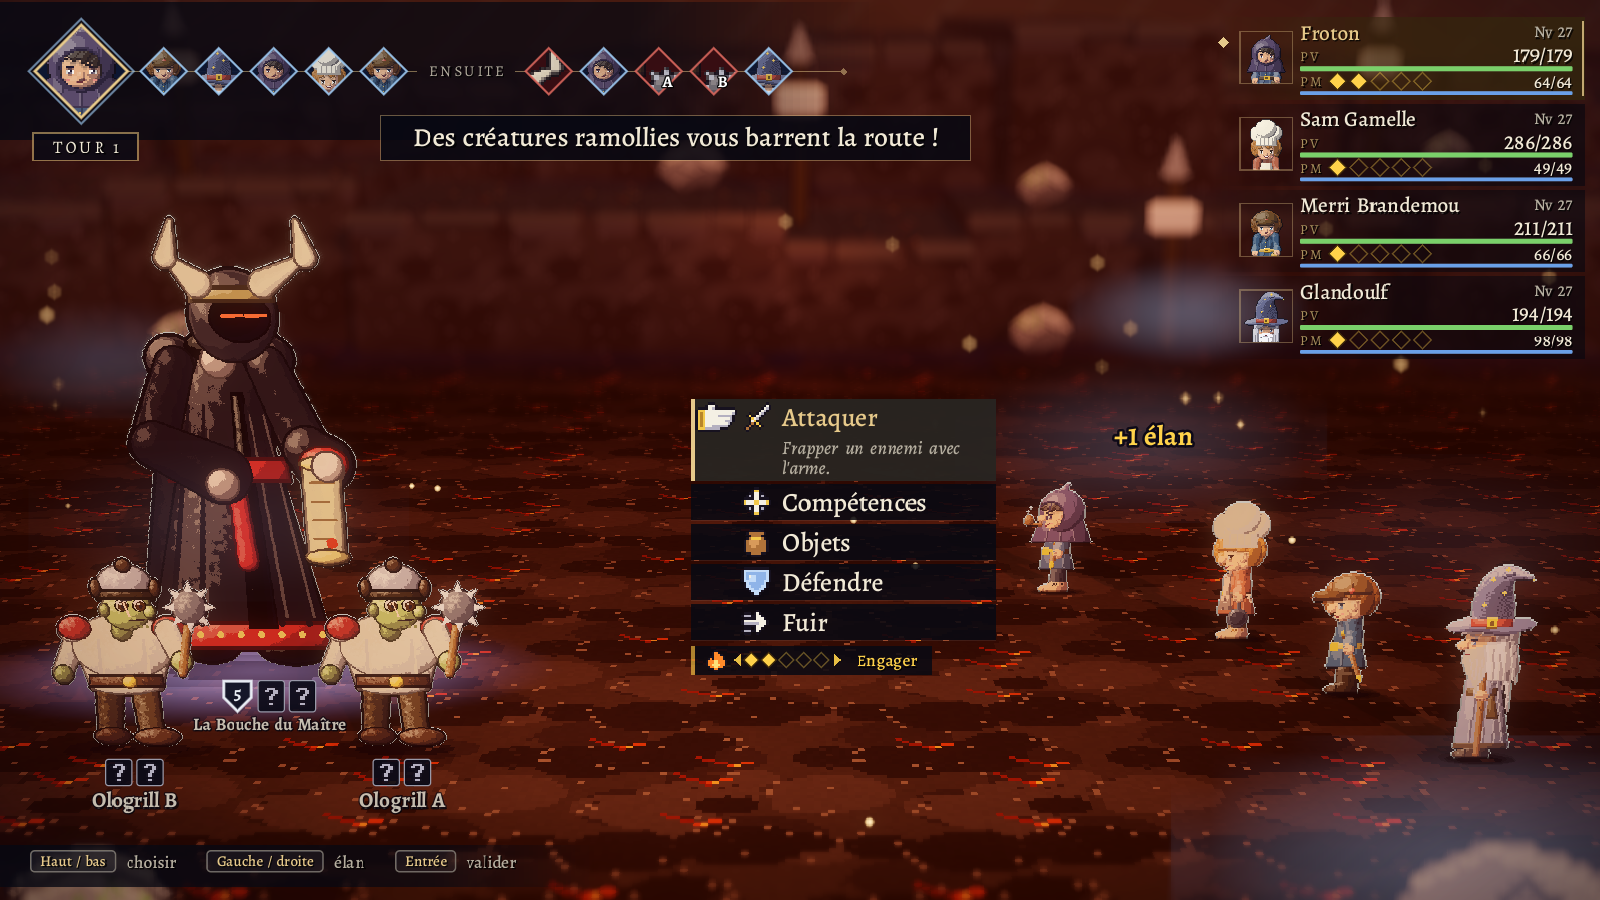 ENSUITE
A
B
TOUR 1
Des créatures ramollies vous barrent la route !
Froton
Nv 27
PV
179/179
PM
64/64
Sam Gamelle
Nv 27
PV
286/286
PM
49/49
Merri Brandemou
Nv 27
PV
211/211
PM
66/66
Glandoulf
Nv 27
PV
194/194
PM
98/98
Attaquer
Frapper un ennemi avec
l'arme.
Compétences
Objets
Défendre
Fuir
Engager
+1 élan
5 ? ?
La Bouche du Maître
? ?
Ologrill B
? ?
Ologrill A
Haut / bas choisir Gauche / droite élan Entrée valider